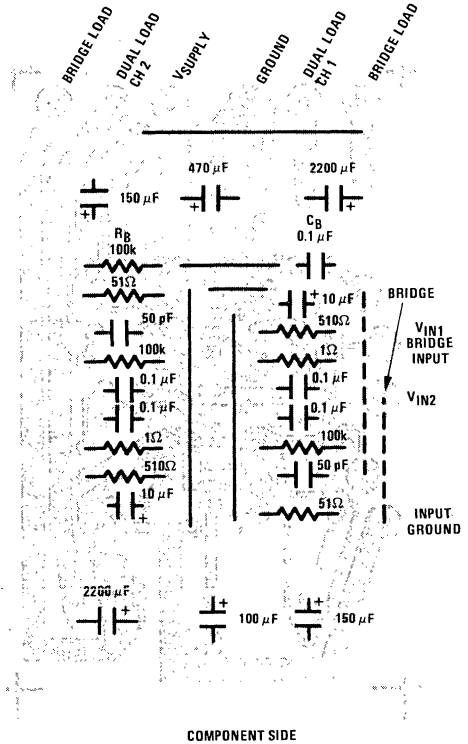 BRIDGE LOAD
DUAL LOAD
CH 2
VSUPPLY
GROUND
DUAL LOAD
CH 1
BRIDGE LOAD
150 µF
+
470 µF
+
2200 µF
+
RB
100k
CB
0.1 µF
51Ω
+
10 µF
BRIDGE
50 pF
510Ω
VIN1
BRIDGE
INPUT
100k
1Ω
0.1 µF
0.1 µF
VIN2
0.1 µF
0.1 µF
1Ω
100k
510Ω
50 pF
10 µF
+
51Ω
INPUT
GROUND
2200 µF
+
+
100 µF
+
150 µF
COMPONENT SIDE